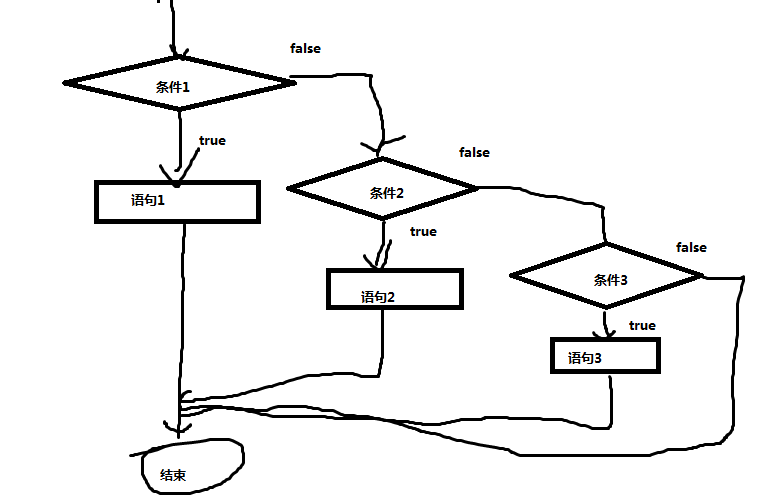 false
条件1
true
false
语句1
条件2
true
false
条件3
语句2
true
语句3
结束